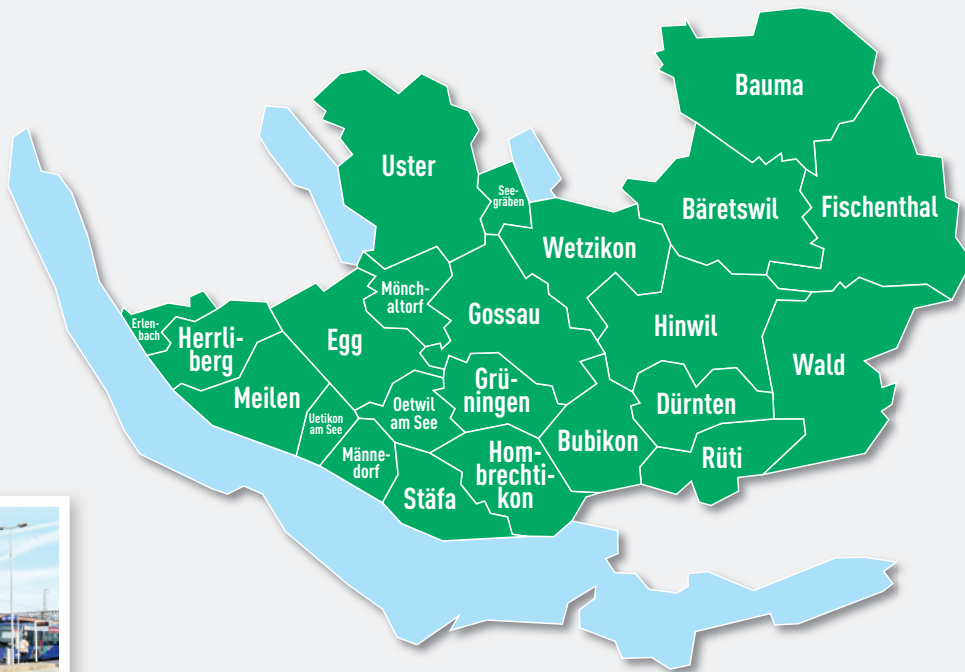 Bauma
Uster
See-
gräben
Bäretswil
Fischenthal
Wetzikon
Mönch-
altorf
Gossau
Erlen-
bach
Herrli-
berg
Egg
Hinwil
Wald
Meilen
Grü-
ningen
Oetwil
am See
Dürnten
Uetikon
am See
Bubikon
Rüti
Männe-
dorf
Hom-
brechti-
kon
Stäfa